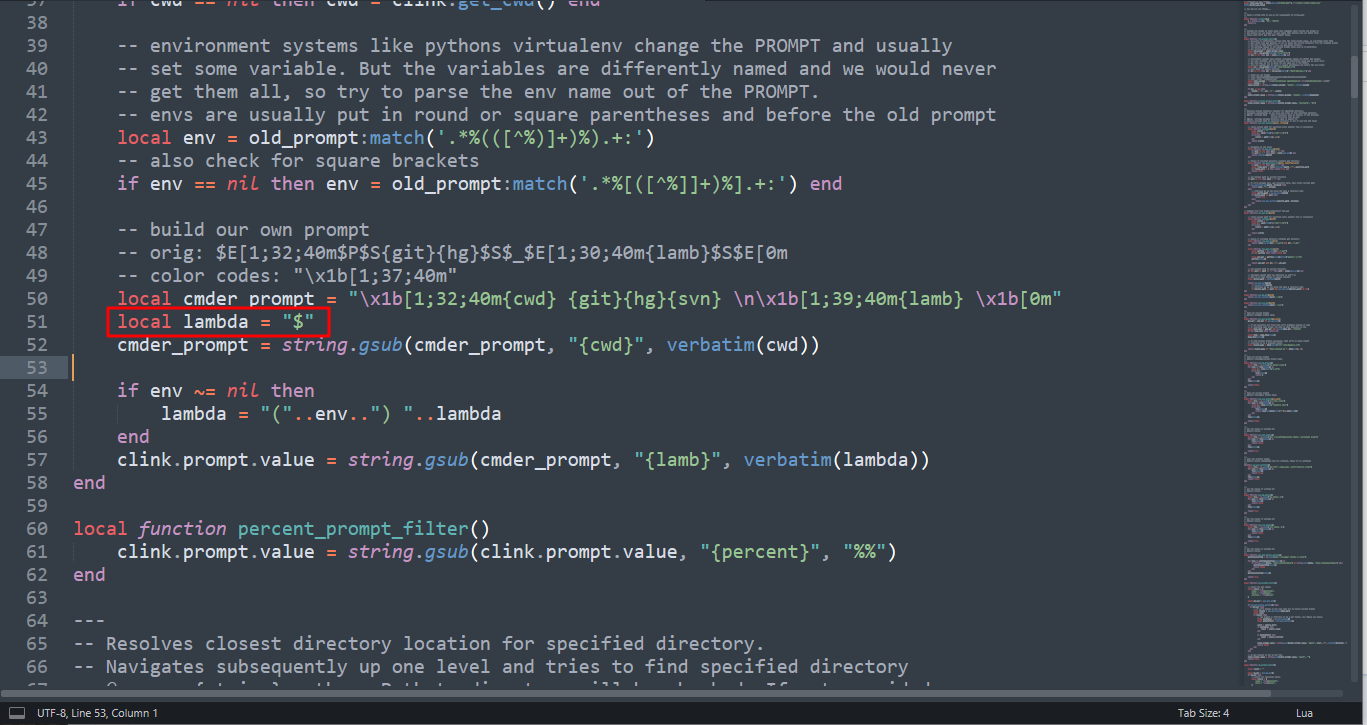 37 if cwd == nil then cwd = clink.get_cwd() end
38
39 -- environment systems like pythons virtualenv change the PROMPT and usually
40 -- set some variable. But the variables are differently named and we would never
41 -- get them all, so try to parse the env name out of the PROMPT.
42 -- envs are usually put in round or square parentheses and before the old prompt
43 local env = old_prompt:match('.*%(([^%)]+)%).+:')
44 -- also check for square brackets
45 if env == nil then env = old_prompt:match('.*%[([^%]]+)%].+:') end
46
47 -- build our own prompt
48 -- orig: $E[1;32;40m$P$S{git}{hg}$S$_$E[1;30;40m{lamb}$S$E[0m
49 -- color codes: "\x1b[1;37;40m"
50 local cmder_prompt = "\x1b[1;32;40m{cwd} {git}{hg}{svn} \n\x1b[1;39;40m{lamb} \x1b[0m"
51 local lambda = "$"
52 cmder_prompt = string.gsub(cmder_prompt, "{cwd}", verbatim(cwd))
53
54 if env ~= nil then
55 lambda = "("..env..") "..lambda
56 end
57 clink.prompt.value = string.gsub(cmder_prompt, "{lamb}", verbatim(lambda))
58 end
59
60 local function percent_prompt_filter()
61 clink.prompt.value = string.gsub(clink.prompt.value, "{percent}", "%%")
62 end
63
64 ---
65 -- Resolves closest directory location for specified directory.
66 -- Navigates subsequently up one level and tries to find specified directory
UTF-8, Line 53, Column 1 Tab Size: 4 Lua